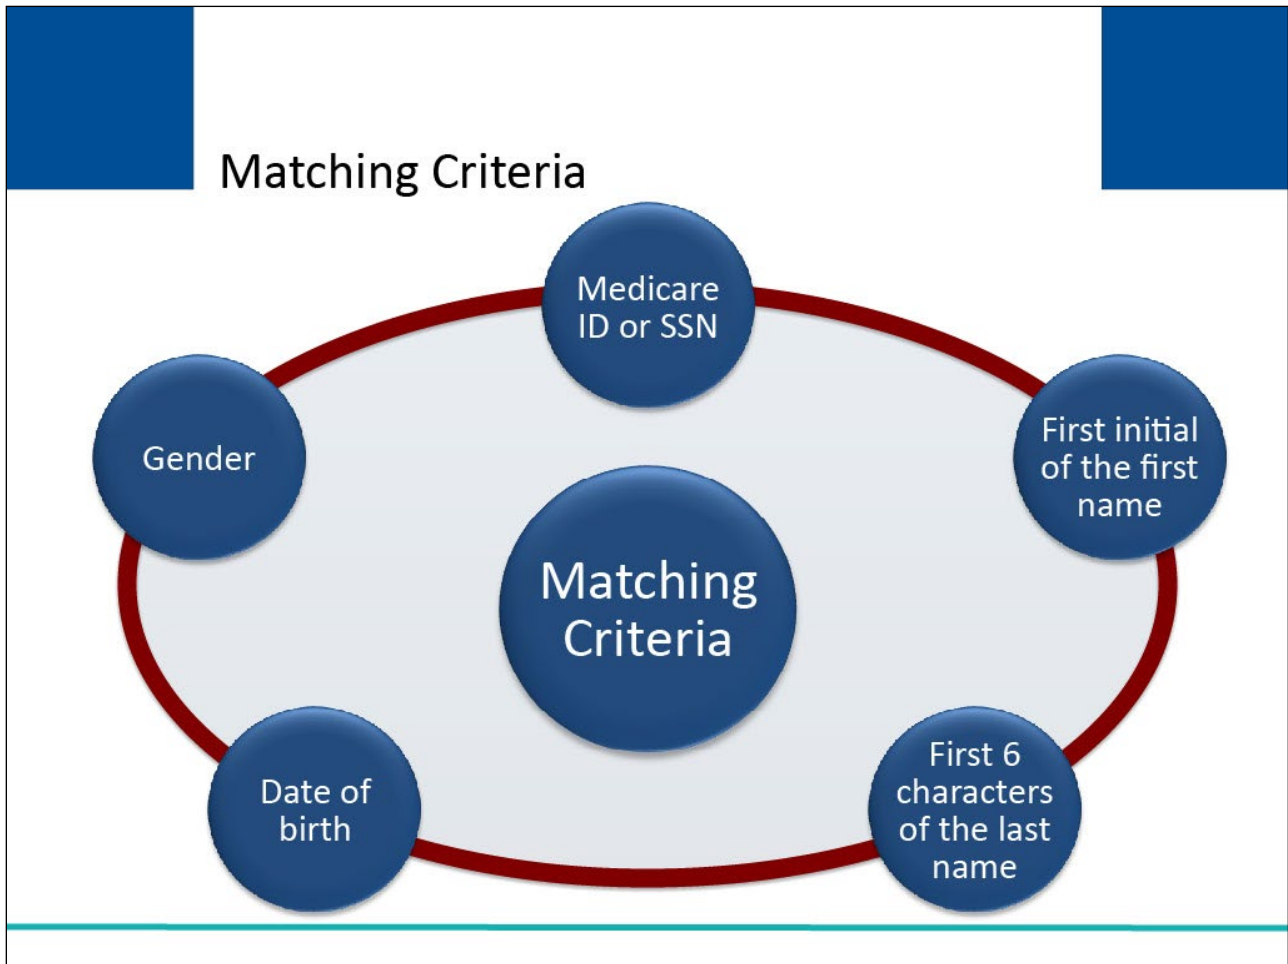 Matching Criteria
Medicare
ID or SSN
First initial
of the first
name
First 6
characters
of the last
name
Date of
birth
Gender
Matching
Criteria